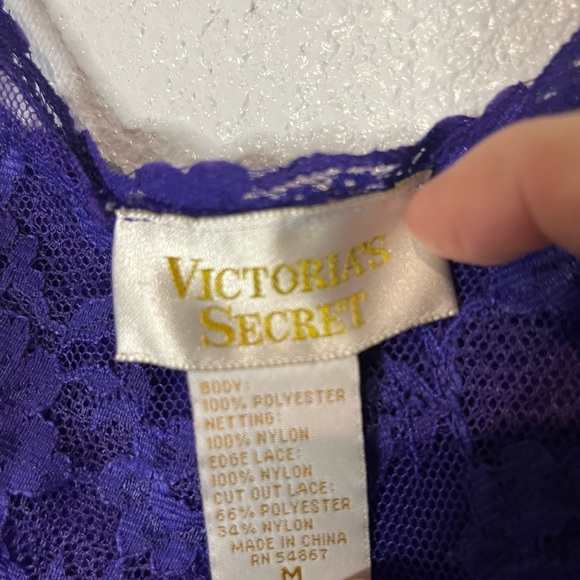 VICTORIA'S
SECRET
BODY:
100% POLYESTER
NETTING:
100% NYLON
EDGE LACE:
100% NYLON
CUT OUT LACE:
66% POLYESTER
34% NYLON
MADE IN CHINA
RN 54867
M